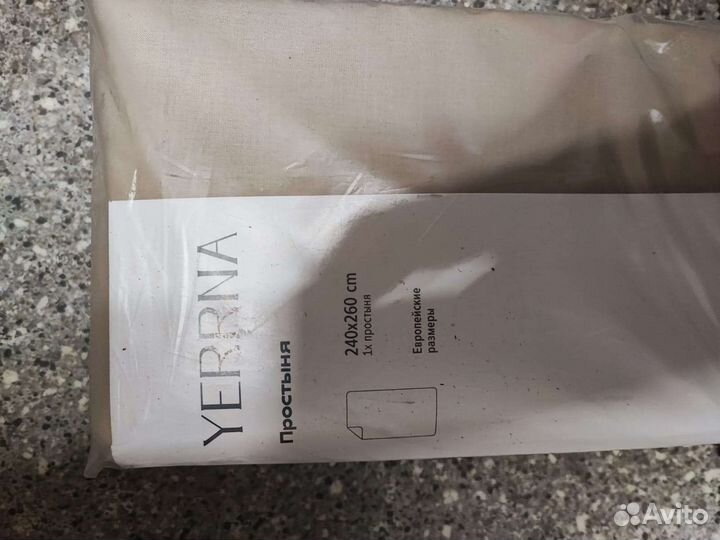 YERRNA
Простыня
240x260 cm
1x простыня
Европейские
размеры
Avito